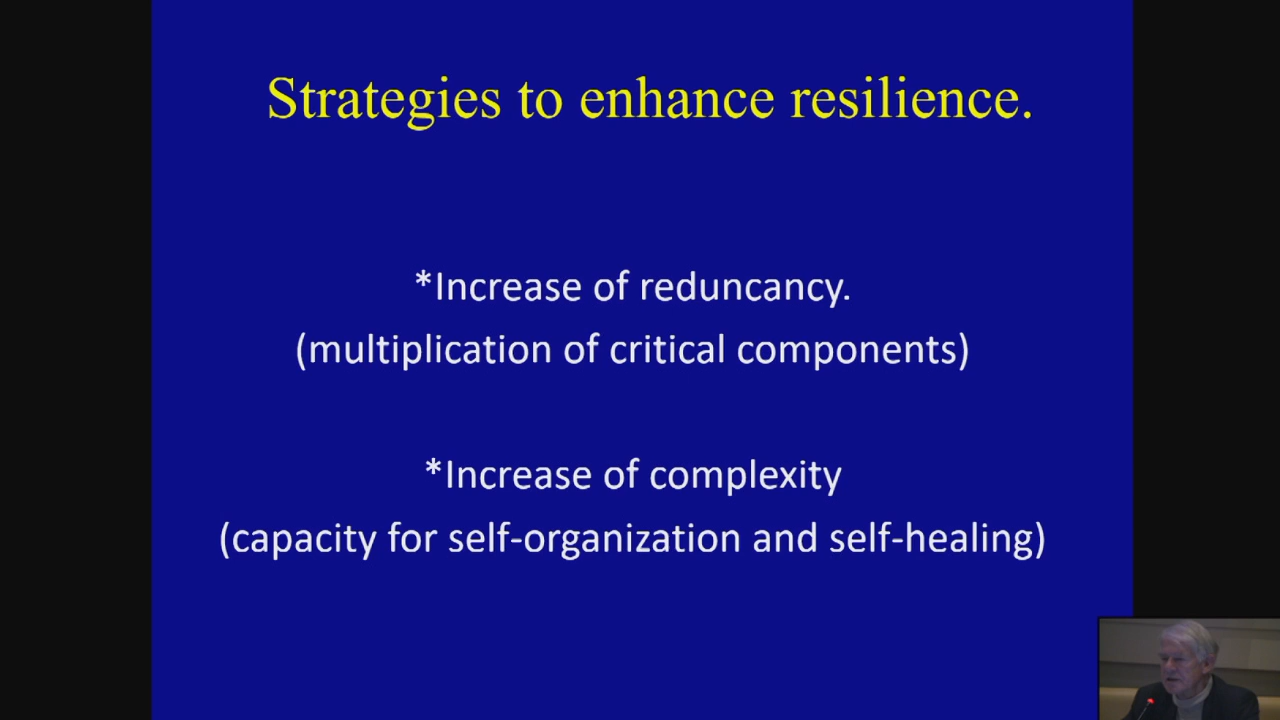 Strategies to enhance resilience.
*Increase of reduncancy.
(multiplication of critical components)
*Increase of complexity
(capacity for self-organization and self-healing)